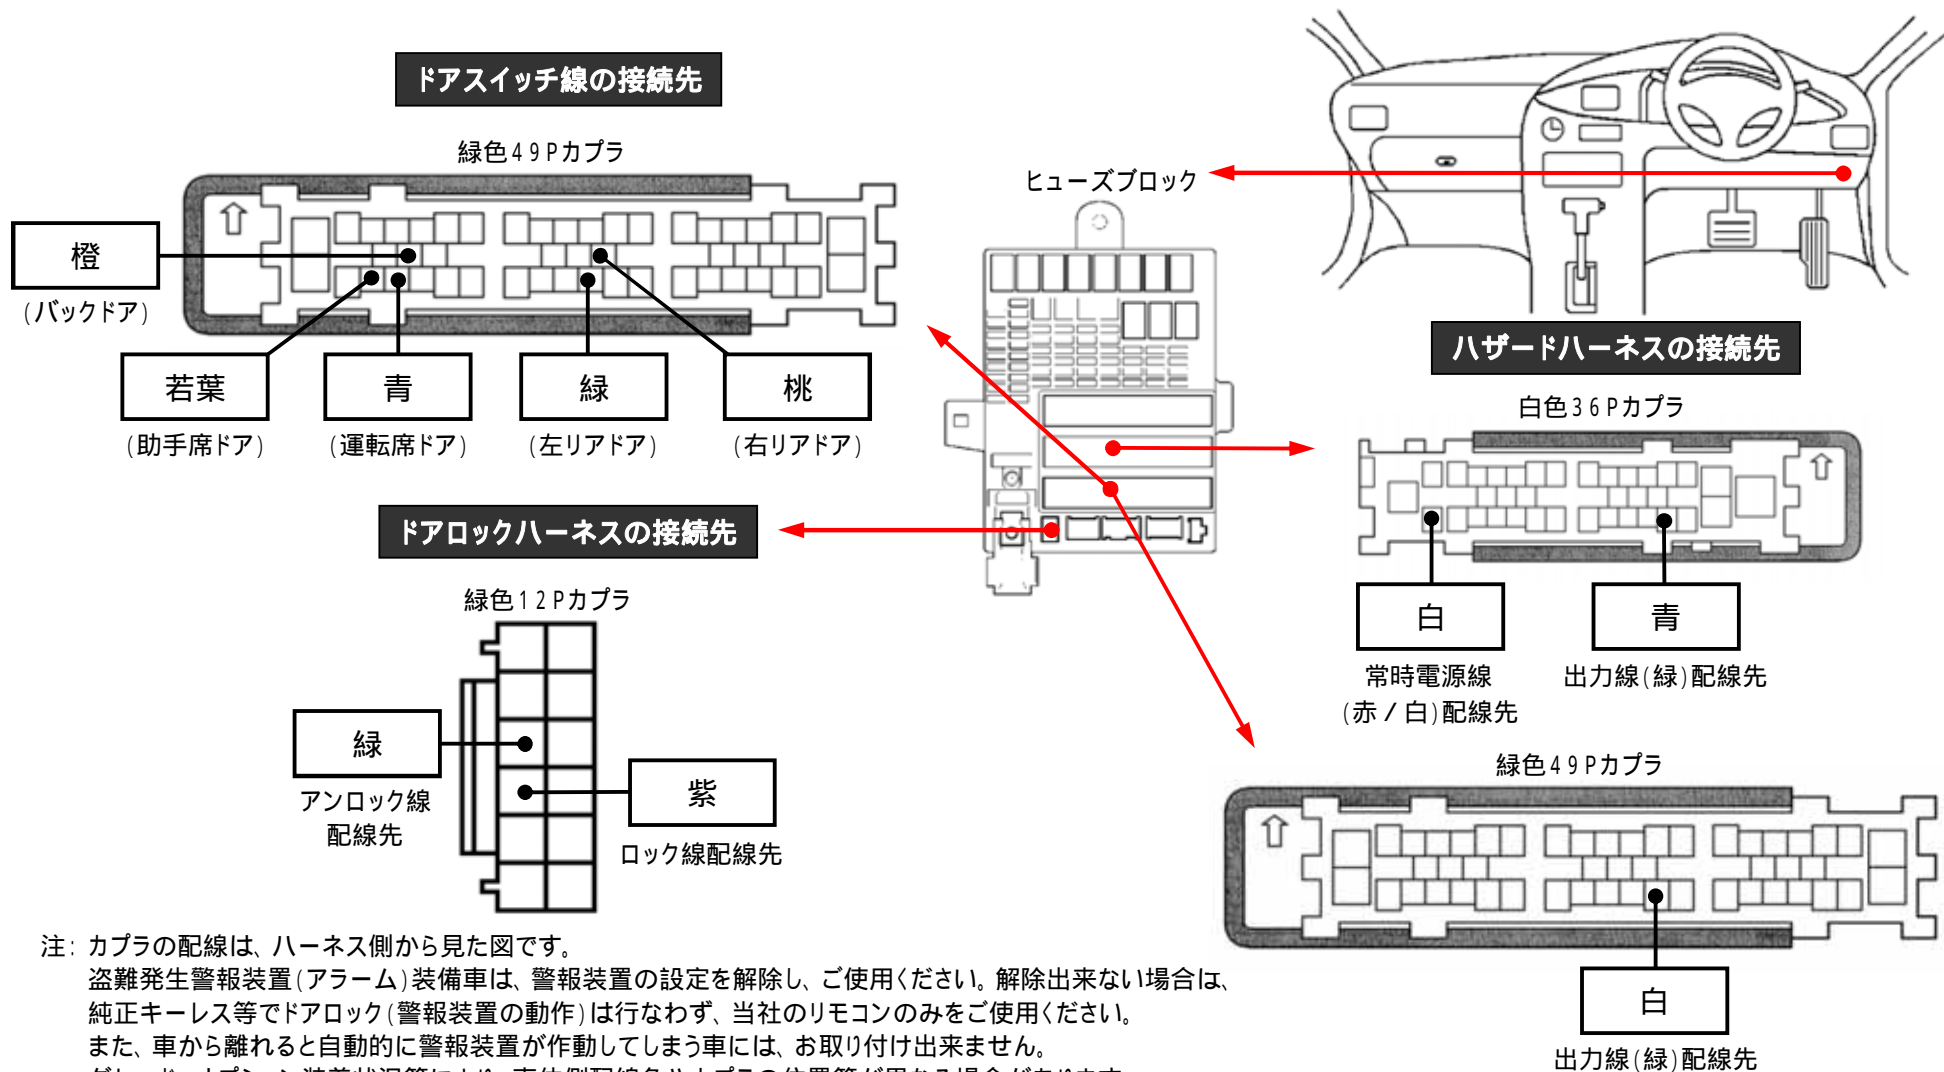 ドアスイッチ線の接続先
緑色49Pカプラ
橙
(バックドア)
若葉
(助手席ドア)
青
(運転席ドア)
緑
(左リアドア)
桃
(右リアドア)
ヒューズブロック
ハザードハーネスの接続先
白色36Pカプラ
白
常時電源線
(赤/白)配線先
青
出力線(緑)配線先
ドアロックハーネスの接続先
緑色12Pカプラ
緑
アンロック線
配線先
紫
ロック線配線先
緑色49Pカプラ
白
出力線(緑)配線先
注:カプラの配線は、ハーネス側から見た図です。
盗難発生警報装置(アラーム)装備車は、警報装置の設定を解除し、ご使用ください。解除出来ない場合は、
純正キーレス等でドアロック(警報装置の動作)は行なわず、当社のリモコンのみをご使用ください。
また、車から離れると自動的に警報装置が作動してしまう車には、お取り付け出来ません。